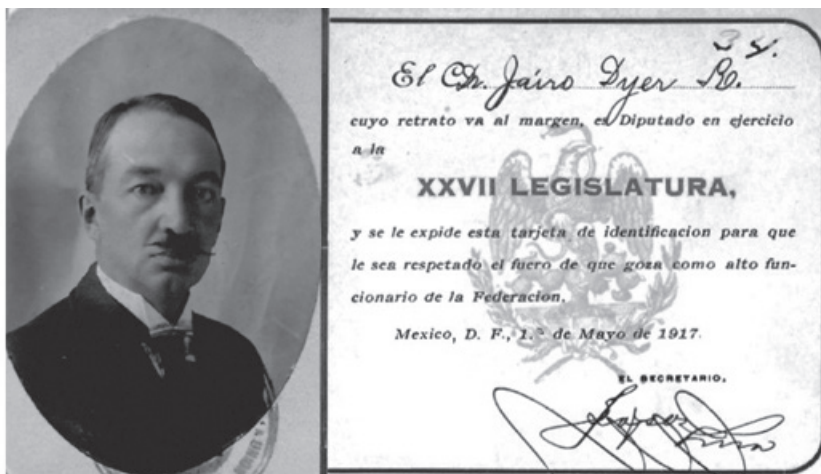 El C. Dr. Jairo Dyer R.
cuyo retrato va al margen, es Diputado en ejercicio
a la
XXVII LEGISLATURA,
y se le expide esta tarjeta de identificacion para que
le sea respetado el fuero de que goza como alto fun-
cionario de la Federacion.
Mexico, D. F., 1.º de Mayo de 1917.
EL SECRETARIO,